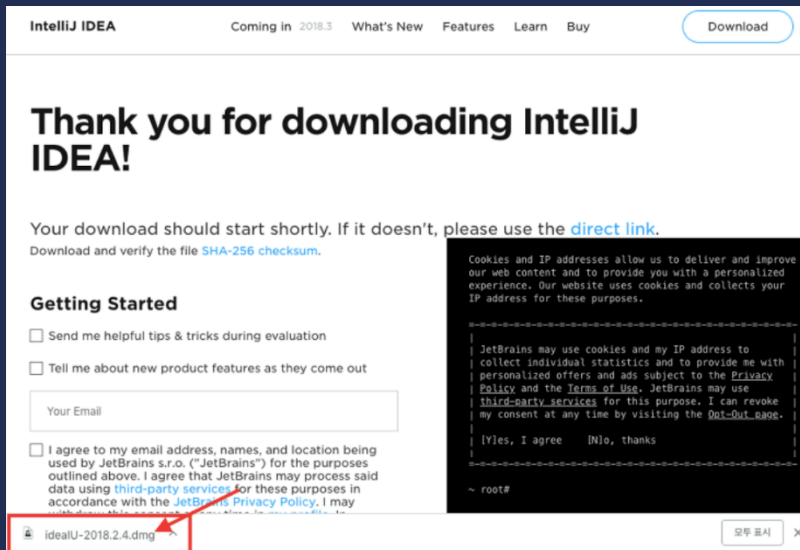 IntelliJ IDEA
Coming in 2018.3 What's New Features Learn Buy
Download
Thank you for downloading IntelliJ
IDEA!
Your download should start shortly. If it doesn't, please use the direct link.
Download and verify the file SHA-256 checksum.
Getting Started
Send me helpful tips & tricks during evaluation
Tell me about new product features as they come out
Your Email
I agree to my email address, names, and location being
used by JetBrains s.r.o. ("JetBrains") for the purposes
outlined above. I agree that JetBrains may process said
data using third-party services for these purposes in
accordance with the JetBrains Privacy Policy. I may
withdraw this consent at any time in my profile. In
Cookies and IP addresses allow us to deliver and improve
our web content and to provide you with a personalized
experience. Our website uses cookies and collects your
IP address for these purposes.
JetBrains may use cookies and my IP address to
collect individual statistics and to provide me with
personalized offers and ads subject to the Privacy
Policy and the Terms of Use. JetBrains may use
third-party services for this purpose. I can revoke
my consent at any time by visiting the Opt-Out page.
[Y]es, I agree [N]o, thanks
~ root#
ideaIU-2018.2.4.dmg
모두 표시